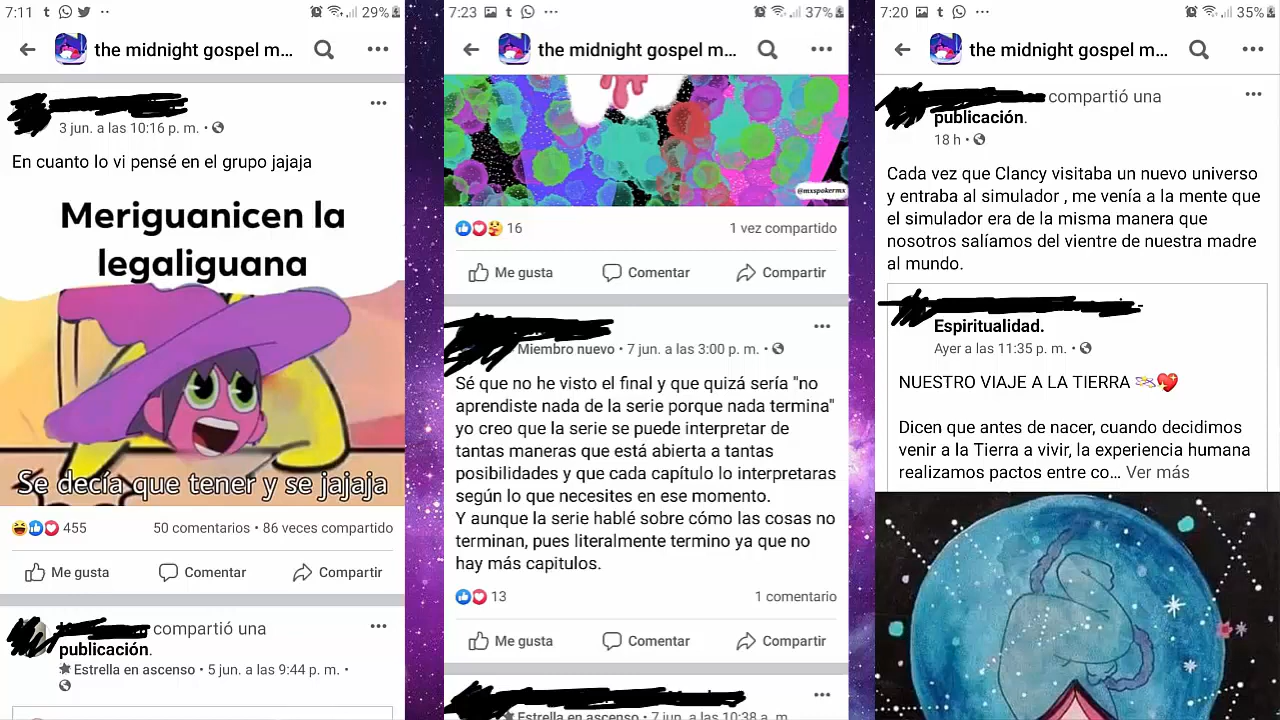 7:11
29%
the midnight gospel m...
3 jun. a las 10:16 p. m.
En cuanto lo vi pensé en el grupo jajaja
Meriguanicen la
legaliguana
Se decía que tener y se jajaja
455
50 comentarios • 86 veces compartido
Me gusta
Comentar
Compartir
compartió una
publicación.
Estrella en ascenso • 5 jun. a las 9:44 p. m. •
7:23
37%
the midnight gospel m...
@mxspokermx
16
1 vez compartido
Me gusta
Comentar
Compartir
Miembro nuevo • 7 jun. a las 3:00 p. m. •
Sé que no he visto el final y que quizá sería "no
aprendiste nada de la serie porque nada termina"
yo creo que la serie se puede interpretar de
tantas maneras que está abierta a tantas
posibilidades y que cada capítulo lo interpretaras
según lo que necesites en ese momento.
Y aunque la serie hablé sobre cómo las cosas no
terminan, pues literalmente termino ya que no
hay más capitulos.
13
1 comentario
Me gusta
Comentar
Compartir
Estrella en ascenso • 7 jun. a las 10:38 a. m.
7:20
35%
the midnight gospel m...
compartió una
publicación.
18 h •
Cada vez que Clancy visitaba un nuevo universo
y entraba al simulador , me venía a la mente que
el simulador era de la misma manera que
nosotros salíamos del vientre de nuestra madre
al mundo.
Espiritualidad.
Ayer a las 11:35 p. m. •
NUESTRO VIAJE A LA TIERRA
Dicen que antes de nacer, cuando decidimos
venir a la Tierra a vivir, la experiencia humana
realizamos pactos entre co... Ver más